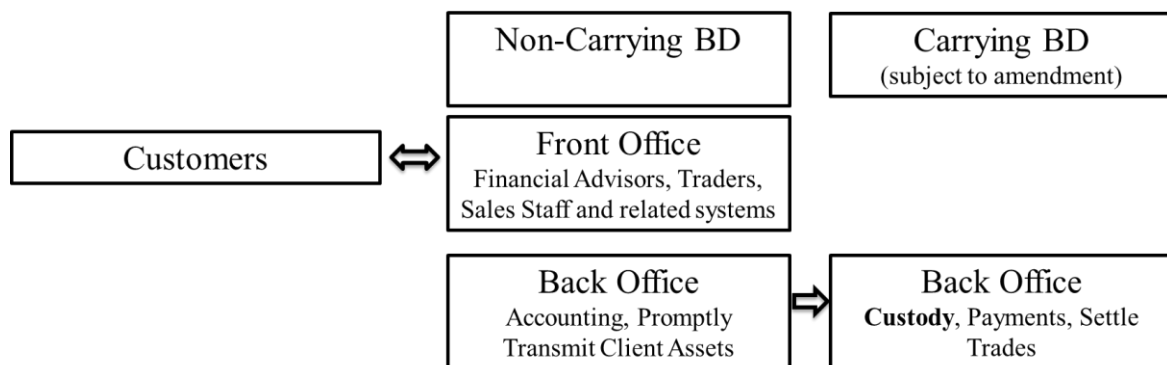 Non-Carrying BD
Carrying BD
(subject to amendment)
Customers
Front Office
Financial Advisors, Traders,
Sales Staff and related systems
Back Office
Accounting, Promptly
Transmit Client Assets
Back Office
Custody, Payments, Settle
Trades